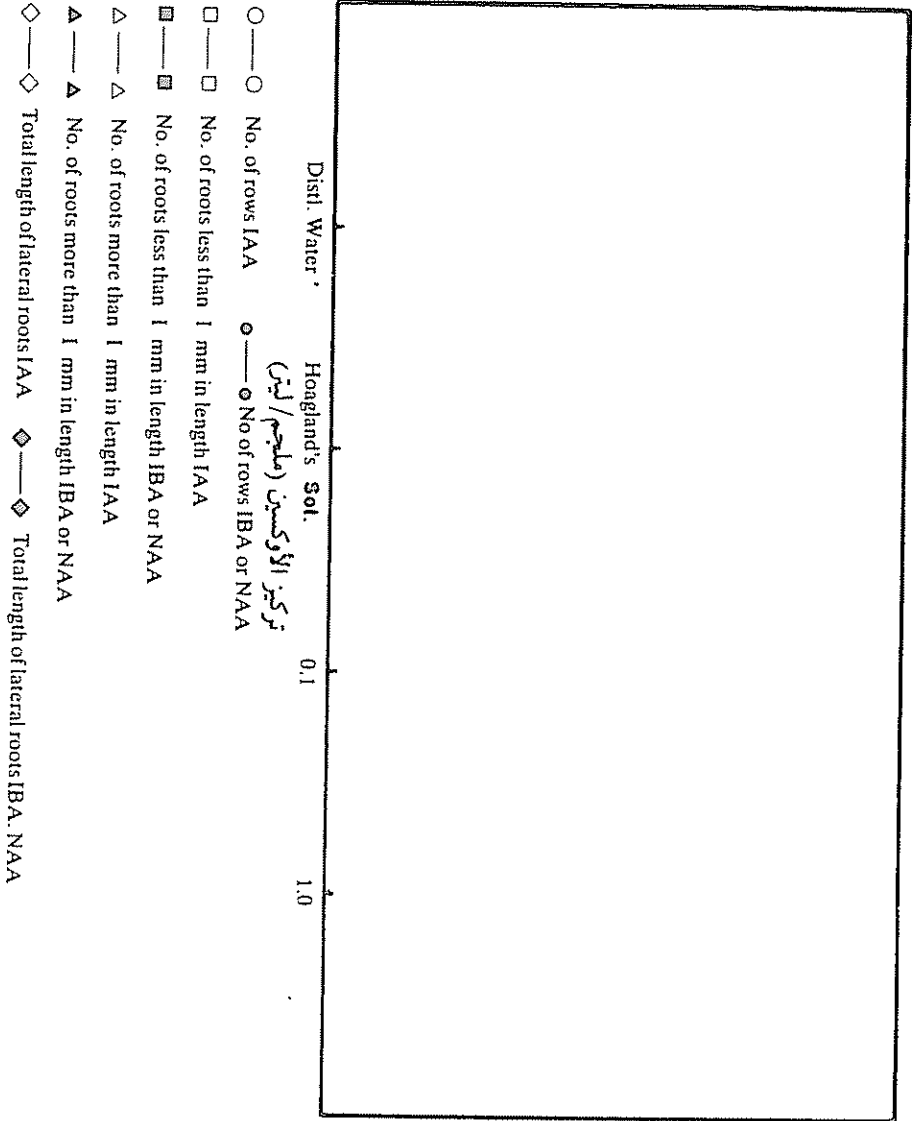 Distl. Water Hoagland's Sol. 0.1 1.0
تركيز الأوكسين (ملجم/ليتر)
No. of rows IAA No of rows IBA or NAA
No. of roots less than 1 mm in length IAA
No. of roots less than 1 mm in length IBA or NAA
No. of roots more than 1 mm in length IAA
No. of roots more than 1 mm in length IBA or NAA
Total length of lateral roots IAA Total length of lateral roots IBA. NAA